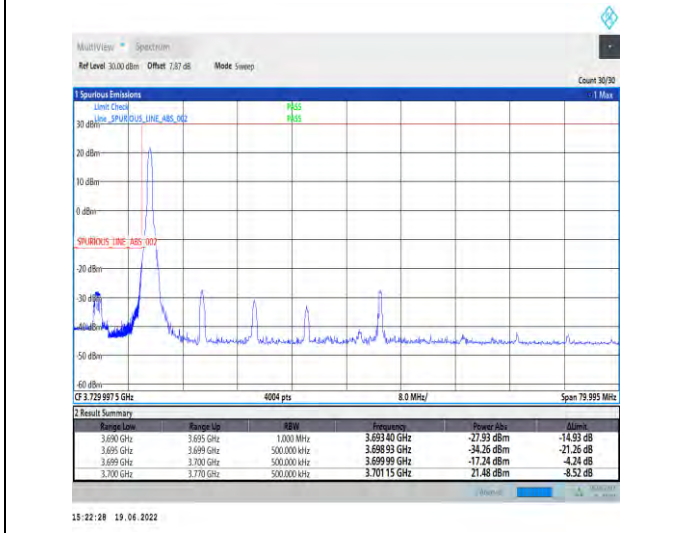 MultiView Spectrum
Ref Level 30.00 dBm Offset 7.87 dB Mode Sweep
Count 30/30
1 Spurious Emissions 1 Max
Limit Check PASS
30 dBm Line _SPURIOUS_LINE_ABS_002 PASS
20 dBm
10 dBm
0 dBm
_SPURIOUS_LINE_ABS_002
-20 dBm
-30 dBm
-40 dBm
-50 dBm
-60 dBm
CF 3.729 997 5 GHz 4004 pts 8.0 MHz/ Span 79.995 MHz
2 Result Summary
Range Low Range Up RBW Frequency Power Abs ΔLimit
3.690 GHz 3.695 GHz 1.000 MHz 3.693 40 GHz -27.93 dBm -14.93 dB
3.695 GHz 3.699 GHz 500.000 kHz 3.698 93 GHz -34.26 dBm -21.26 dB
3.699 GHz 3.700 GHz 500.000 kHz 3.699 99 GHz -17.24 dBm -4.24 dB
3.700 GHz 3.770 GHz 500.000 kHz 3.701 15 GHz 21.48 dBm -8.52 dB
15:22:28 19.06.2022